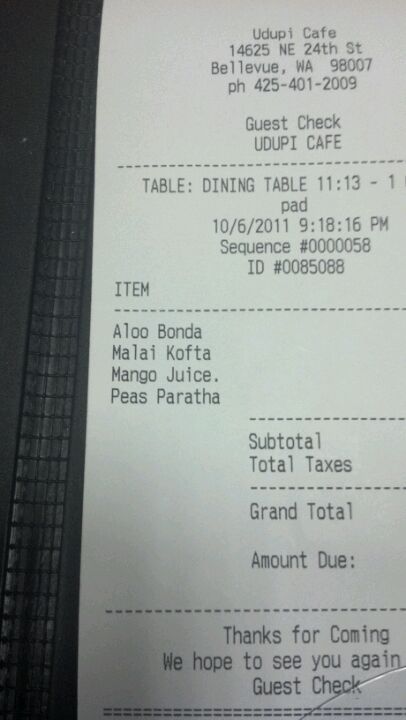 Udupi Cafe
14625 NE 24th St
Bellevue, WA 98007
ph 425-401-2009
Guest Check
UDUPI CAFE
TABLE: DINING TABLE 11:13 - 1
pad
10/6/2011 9:18:16 PM
Sequence #0000058
ID #0085088
ITEM
Aloo Bonda
Malai Kofta
Mango Juice.
Peas Paratha
Subtotal
Total Taxes
Grand Total
Amount Due:
Thanks for Coming
We hope to see you again
Guest Check